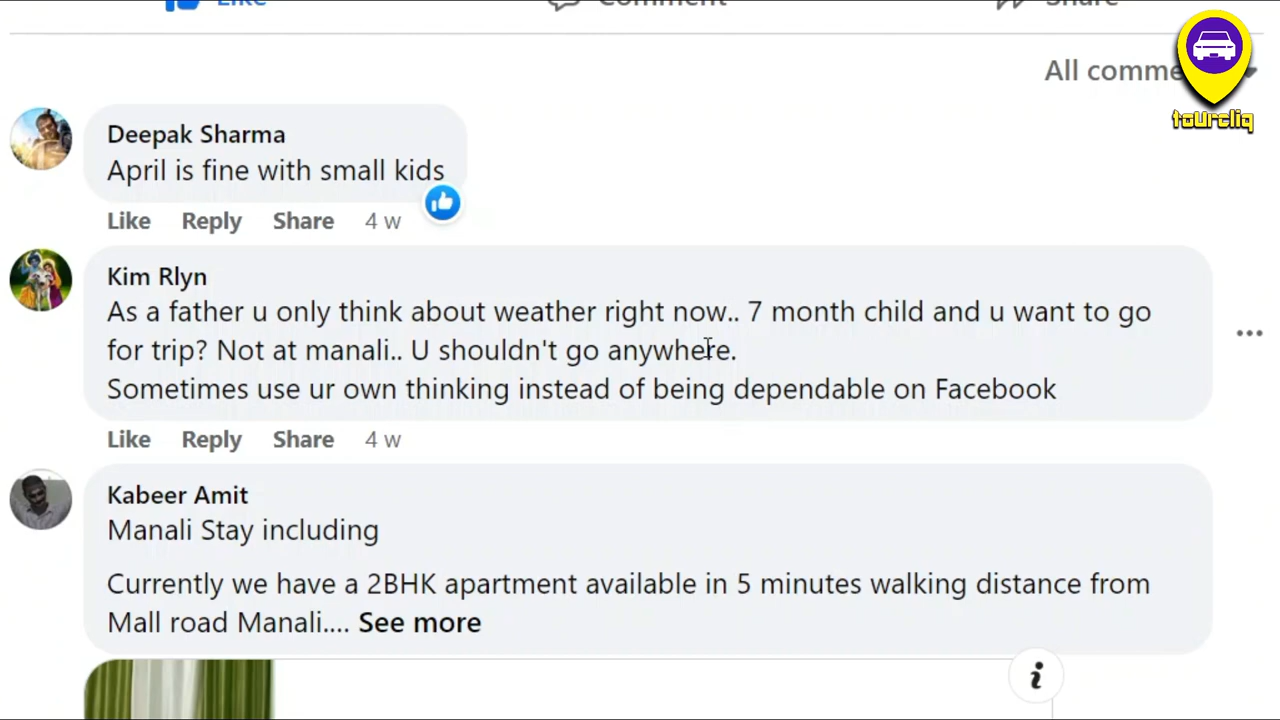 Like Comment Share
All comme
tourcliq
Deepak Sharma
April is fine with small kids
Like Reply Share 4 w
Kim Rlyn
As a father u only think about weather right now.. 7 month child and u want to go
for trip? Not at manali.. U shouldn't go anywhere.
Sometimes use ur own thinking instead of being dependable on Facebook
Like Reply Share 4 w
Kabeer Amit
Manali Stay including
Currently we have a 2BHK apartment available in 5 minutes walking distance from
Mall road Manali.... See more
i